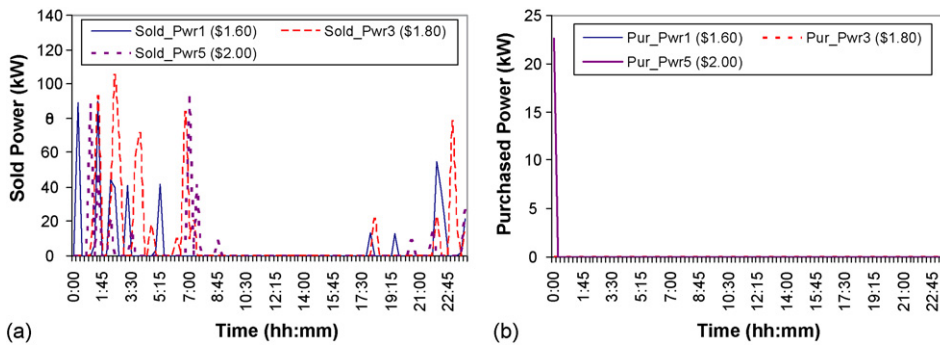 140
120
100
θ
60
40
20
0
Sold Power (kW)
Sold_Pwr1 ($1.60) Sold_Pwr3 ($1.80)
Sold_Pwr5 ($2.00)
0:00 1:45 3:30 5:15 7:00 8:45 10:30 12:15 14:00 15:45 17:30 19:15 21:00 22:45
(a) Time (hh:mm)
25
20
15
10
5
0
Purchased Power (kW)
Pur_Pwr1 ($1.60) Pur_Pwr3 ($1.80)
Pur_Pwr5 ($2.00)
0:00 1:45 3:30 5:15 7:00 8:45 10:30 12:15 14:00 15:45 17:30 19:15 21:00 22:45
(b) Time (hh:mm)